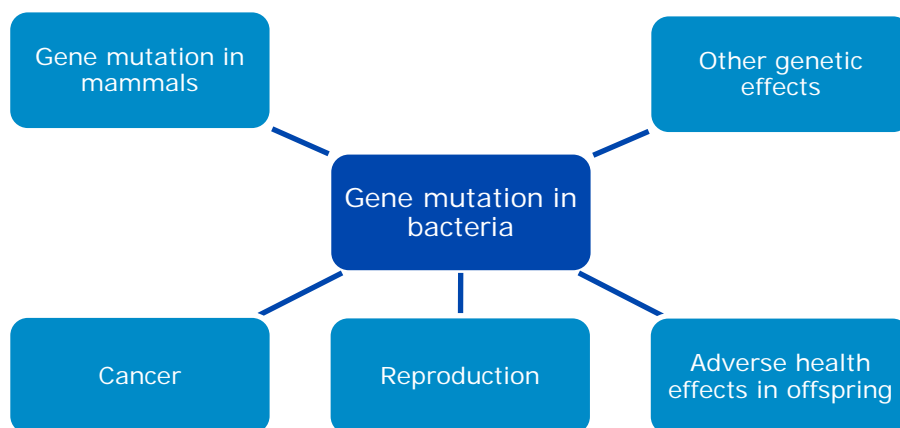 Gene mutation in
mammals
Other genetic
effects
Gene mutation in
bacteria
Cancer
Reproduction
Adverse health
effects in offspring